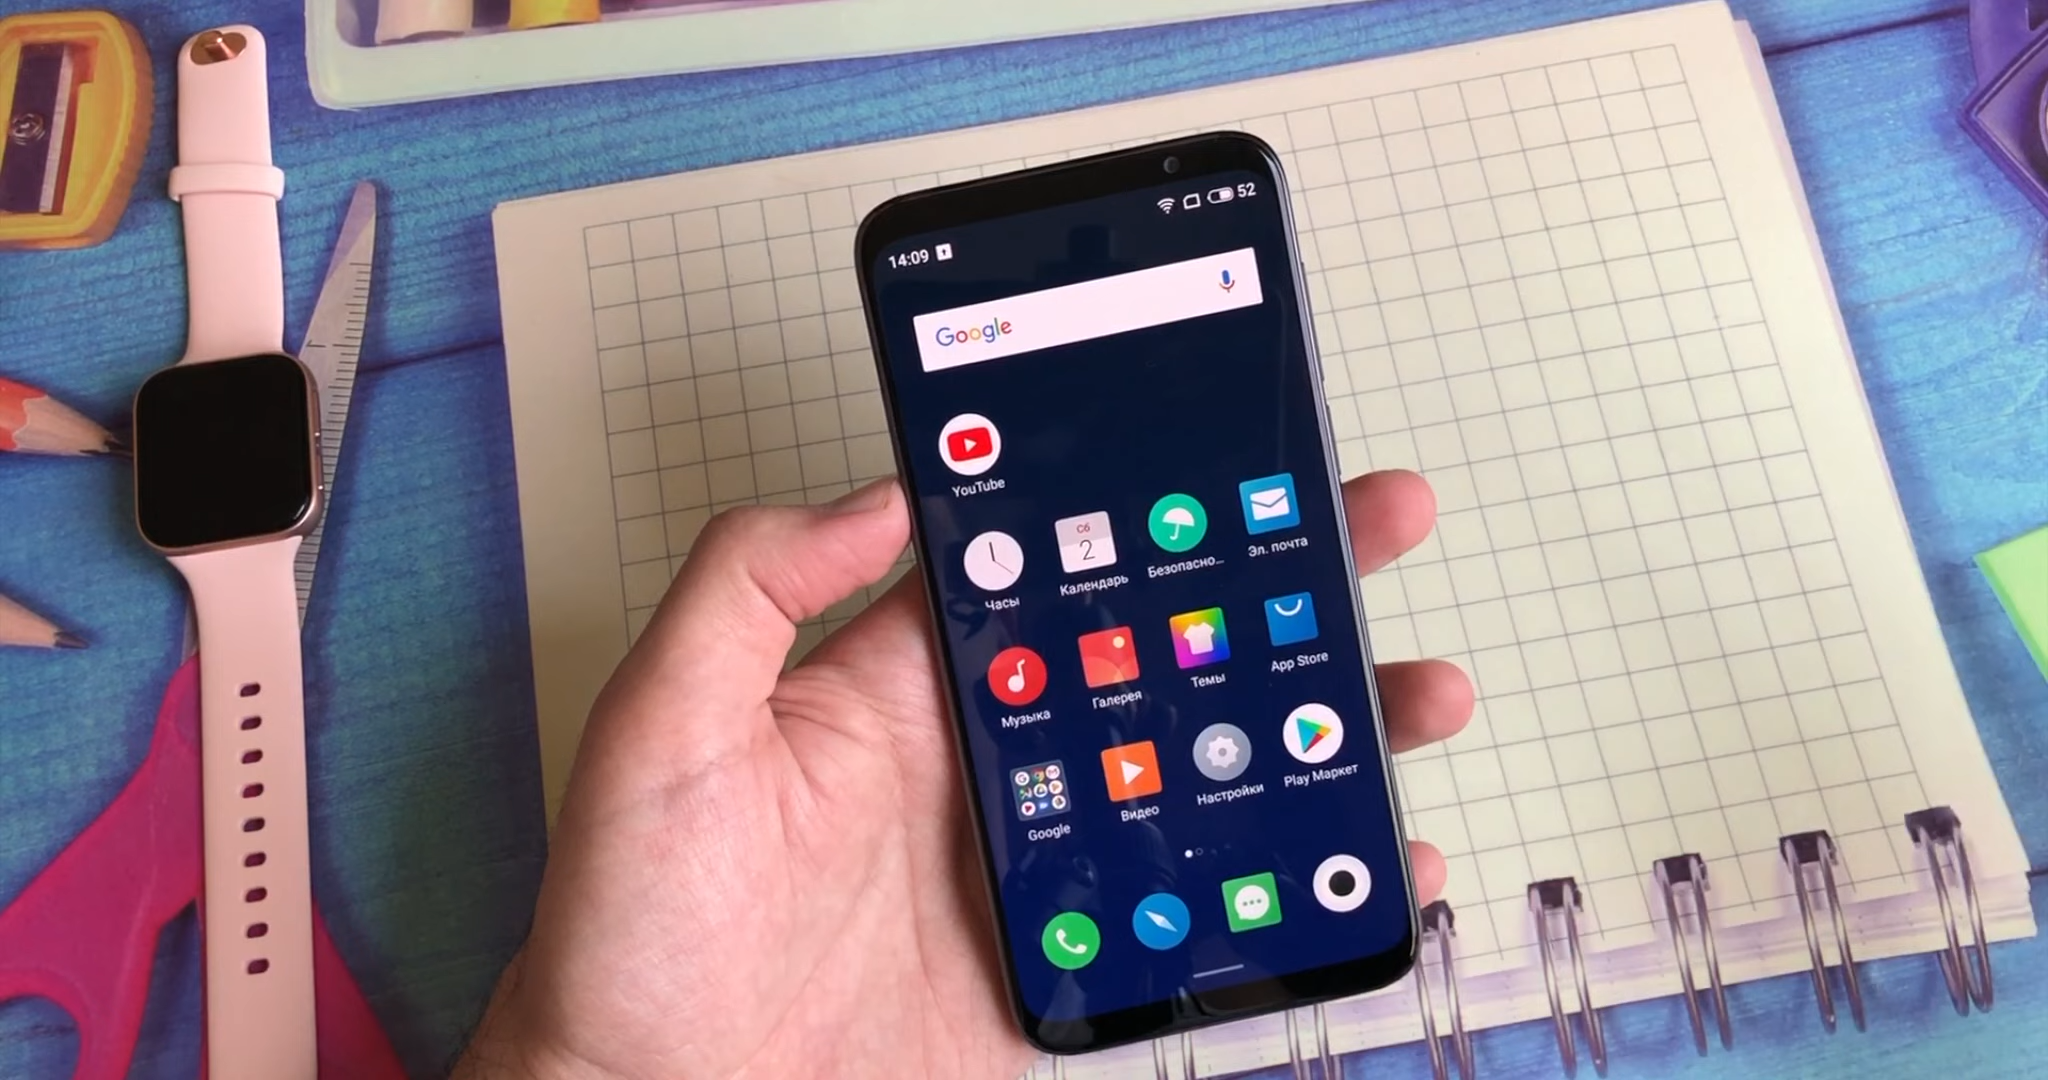 14:09
52
Google
YouTube
Часы
Сб
2
Календарь
Безопасно...
Эл. почта
Музыка
Галерея
Темы
App Store
Google
Видео
Настройки
Play Маркет